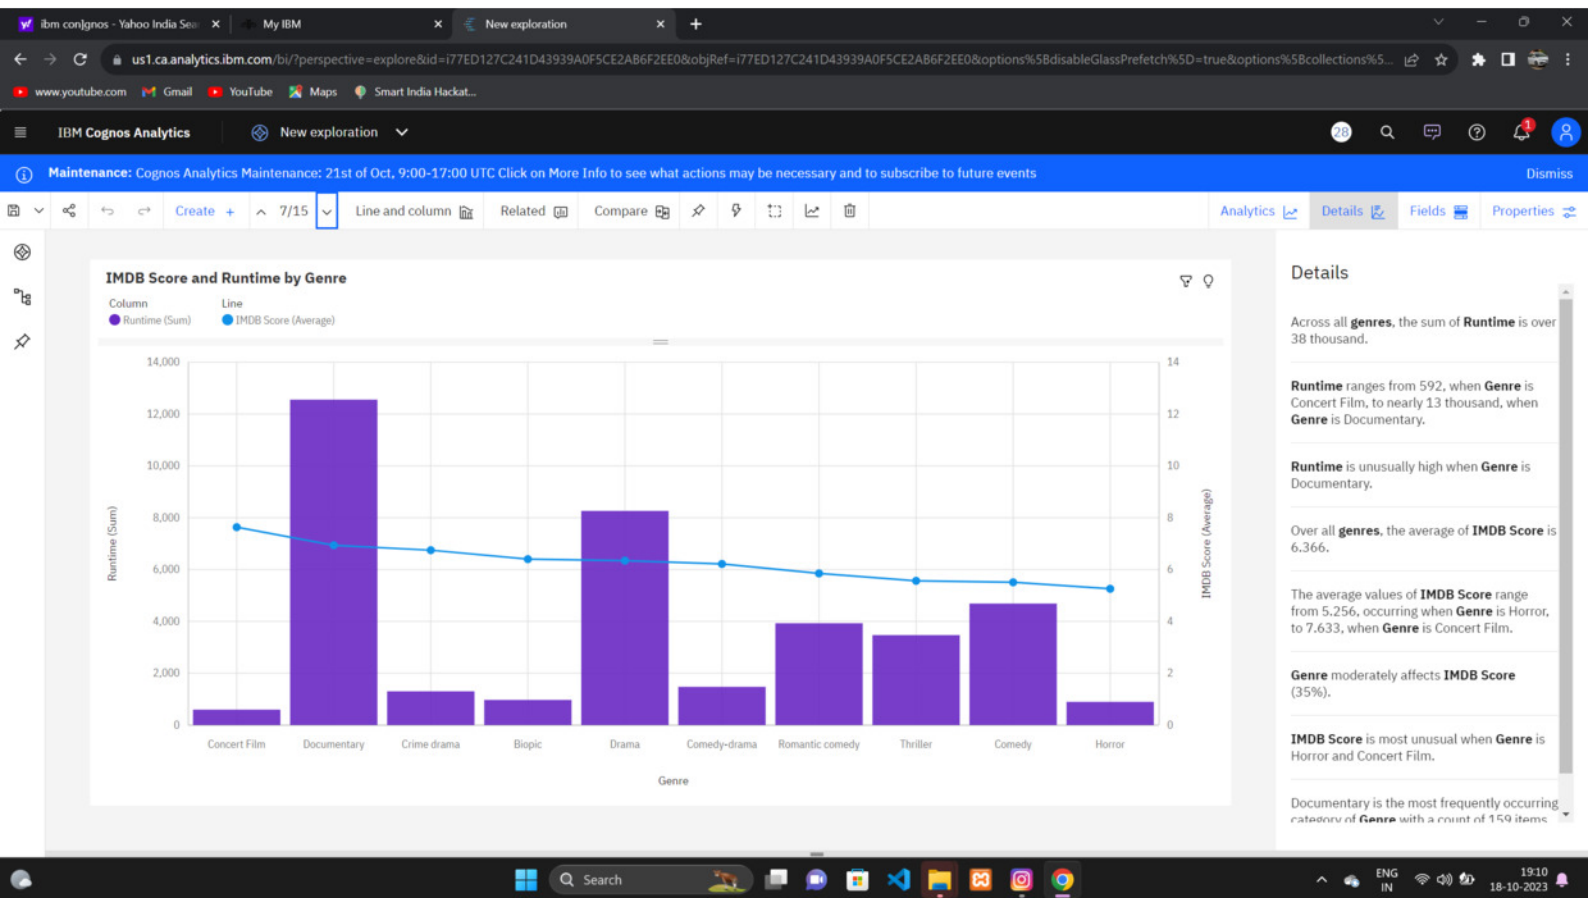 ibm con]gnos - Yahoo India Sea
My IBM
New exploration
us1.ca.analytics.ibm.com/bi/?perspective=explore&id=i77ED127C241D43939A0F5CE2AB6F2EE0&objRef=i77ED127C241D43939A0F5CE2AB6F2EE0&options%5BdisableGlassPrefetch%5D=true&options%5Bcollections%5...
www.youtube.com Gmail YouTube Maps Smart India Hackat...
IBM Cognos Analytics New exploration 28 1
Maintenance: Cognos Analytics Maintenance: 21st of Oct, 9:00-17:00 UTC Click on More Info to see what actions may be necessary and to subscribe to future events Dismiss
Create + 7/15 Line and column Related Compare Analytics Details Fields Properties
IMDB Score and Runtime by Genre
Column Line
Runtime (Sum) IMDB Score (Average)
14,000
12,000
10,000
8,000
6,000
4,000
2,000
0
Runtime (Sum)
14
12
10
8
6
4
2
0
IMDB Score (Average)
Concert Film Documentary Crime drama Biopic Drama Comedy-drama Romantic comedy Thriller Comedy Horror
Genre
Details
Across all genres, the sum of Runtime is over
38 thousand.
Runtime ranges from 592, when Genre is
Concert Film, to nearly 13 thousand, when
Genre is Documentary.
Runtime is unusually high when Genre is
Documentary.
Over all genres, the average of IMDB Score is
6.366.
The average values of IMDB Score range
from 5.256, occurring when Genre is Horror,
to 7.633, when Genre is Concert Film.
Genre moderately affects IMDB Score
(35%).
IMDB Score is most unusual when Genre is
Horror and Concert Film.
Documentary is the most frequently occurring
category of Genre with a count of 159 items
Search
ENG
IN
19:10
18-10-2023